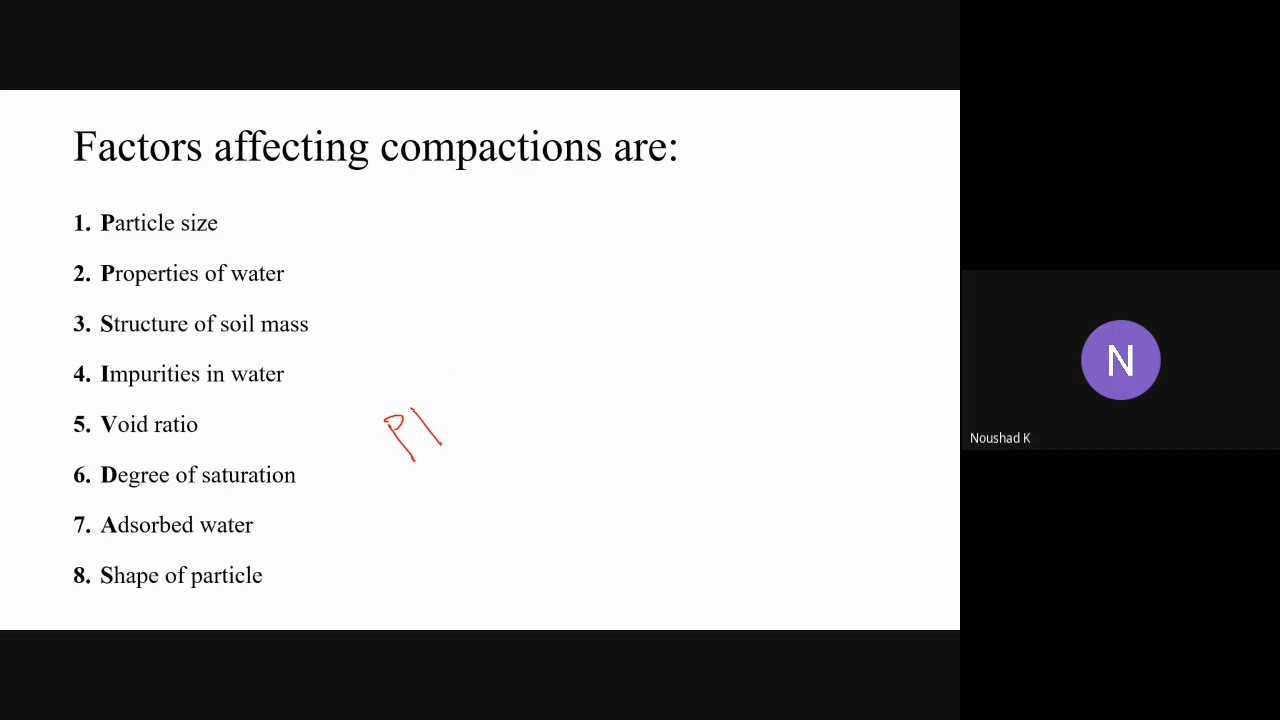 Factors affecting compactions are:
1. Particle size
2. Properties of water
3. Structure of soil mass
4. Impurities in water
5. Void ratio
6. Degree of saturation
7. Adsorbed water
8. Shape of particle
N
Noushad K